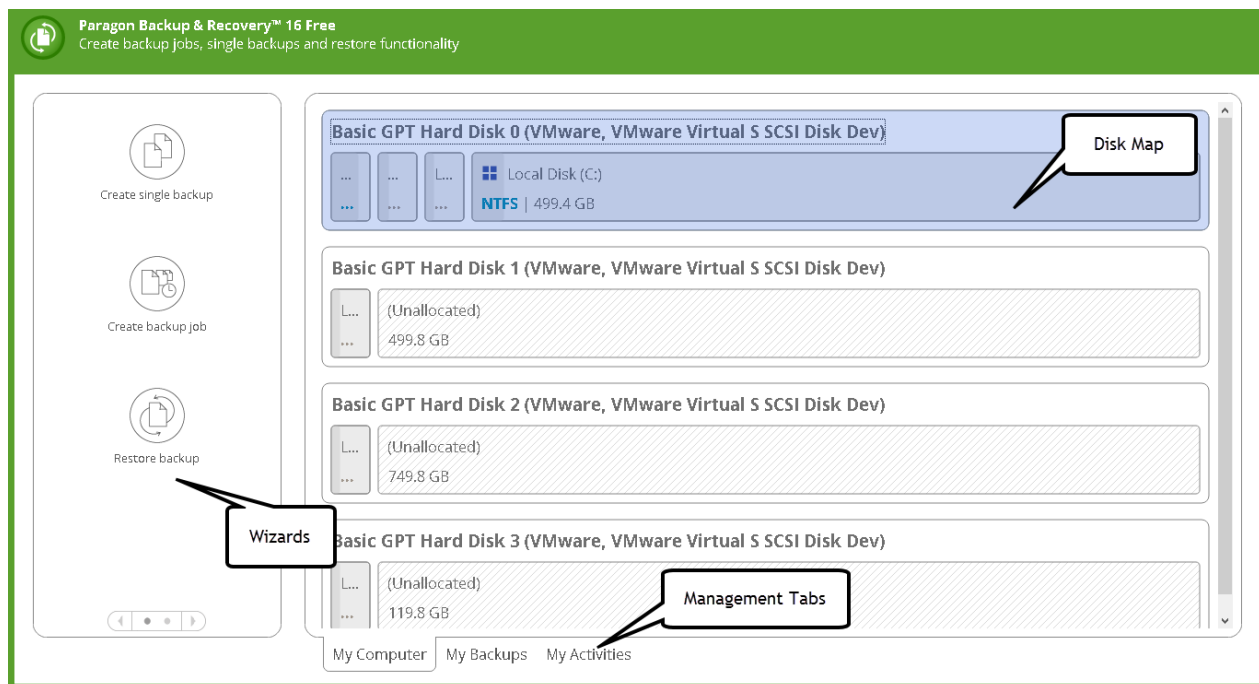 Paragon Backup & Recovery™ 16 Free
Create backup jobs, single backups and restore functionality
Create single backup
Create backup job
Restore backup
Wizards
Basic GPT Hard Disk 0 (VMware, VMware Virtual S SCSI Disk Dev)
Disk Map
...
...
L...
Local Disk (C:)
...
...
...
NTFS | 499.4 GB
Basic GPT Hard Disk 1 (VMware, VMware Virtual S SCSI Disk Dev)
L...
(Unallocated)
...
499.8 GB
Basic GPT Hard Disk 2 (VMware, VMware Virtual S SCSI Disk Dev)
L...
(Unallocated)
...
749.8 GB
Basic GPT Hard Disk 3 (VMware, VMware Virtual S SCSI Disk Dev)
L...
(Unallocated)
...
119.8 GB
Management Tabs
My Computer
My Backups
My Activities